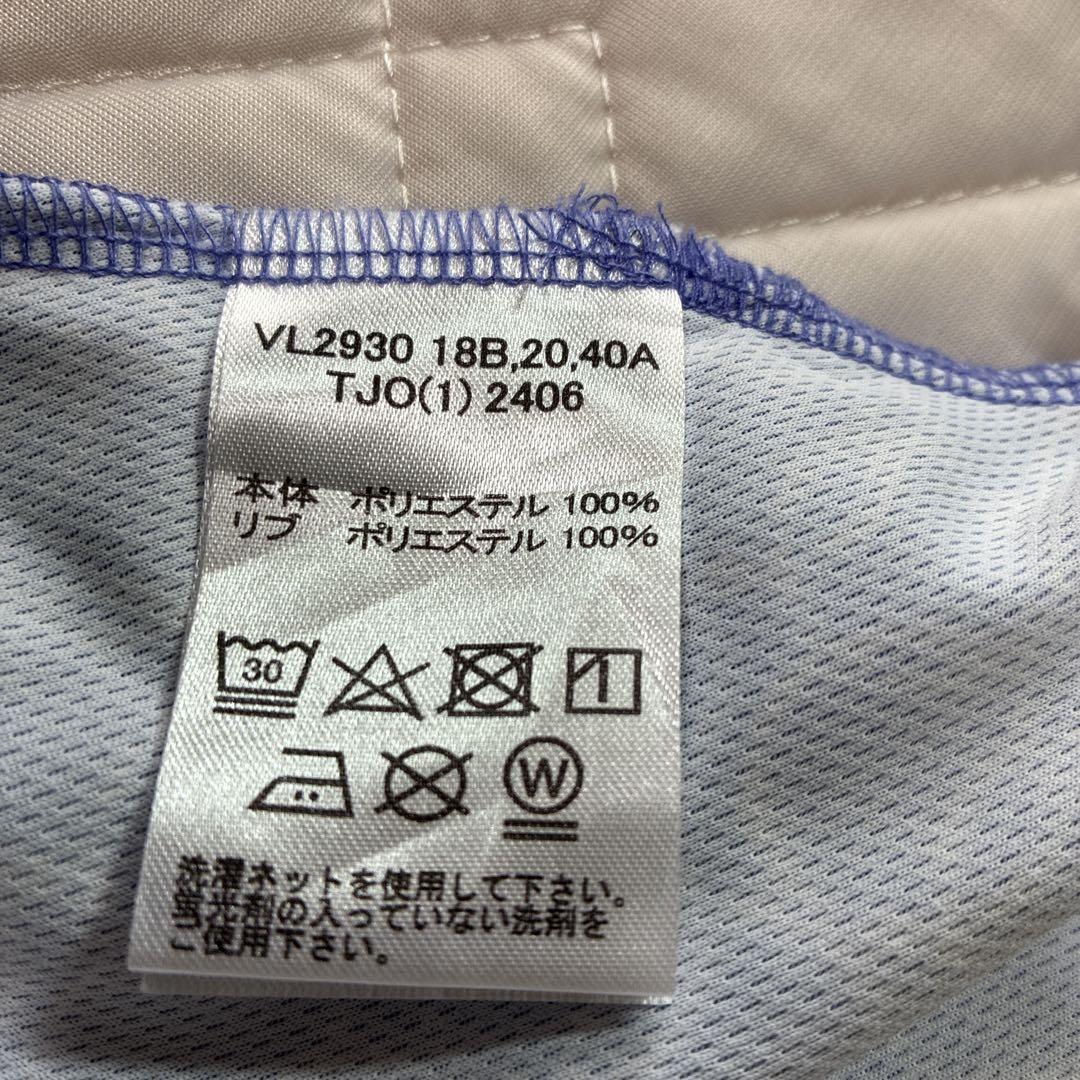 VL2930 18B,20,40A
TJO(1) 2406
本体 ポリエステル 100%
リブ ポリエステル 100%
30
1
W
洗濯ネットを使用して下さい。
蛍光剤の入っていない洗剤を
ご使用下さい。